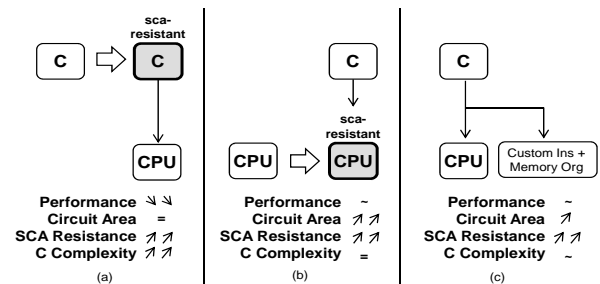 sca-
resistant
C
C
CPU
Performance
Circuit Area =
SCA Resistance
C Complexity
(a)
C
sca-
resistant
CPU
CPU
Performance ~
Circuit Area
SCA Resistance
C Complexity =
(b)
C
CPU
Custom Ins +
Memory Org
Performance ~
Circuit Area
SCA Resistance
C Complexity ~
(c)